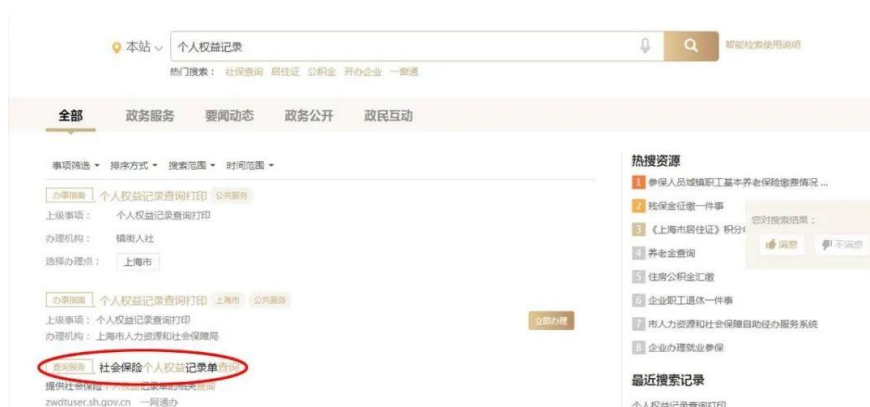 本站 个人权益记录 智能检索使用说明
热门搜索： 社保查询 居住证 公积金 开办企业 一套通
全部 政务服务 要闻动态 政务公开 政民互动
事项筛选 排序方式 搜索范围 时间范围
办事指南 个人权益记录查询打印 公共服务
上级事项： 个人权益记录查询打印
办理机构： 镇街人社
选择办理点： 上海市
办事指南 个人权益记录查询打印 上海市 公共服务
上级事项： 个人权益记录查询打印
办理机构： 上海市人力资源和社会保障局
立即办理
查询服务 社会保险个人权益记录单查询
提供社会保险个人权益记录单的相关查询
zwdtuser.sh.gov.cn 一网通办
热搜资源
1 参保人员城镇职工基本养老保险缴费情况 ...
2 残保金征缴一件事
3 《上海市居住证》积分
4 养老金查询
5 住房公积金汇缴
6 企业职工退休一件事
7 市人力资源和社会保障自助经办服务系统
8 企业办理就业参保
您对搜索结果：
满意 不满意
最近搜索记录
个人权益记录查询打印